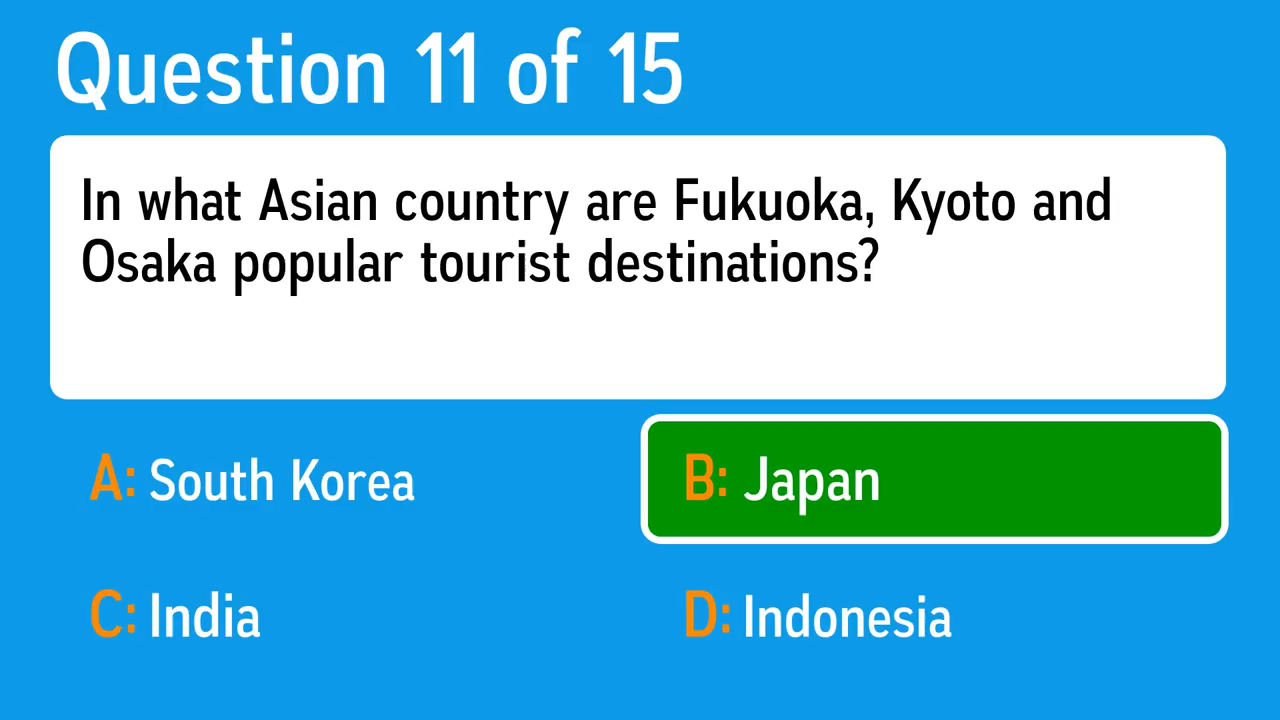 Question 11 of 15
In what Asian country are Fukuoka, Kyoto and
Osaka popular tourist destinations?
A: South Korea
B: Japan
C: India
D: Indonesia